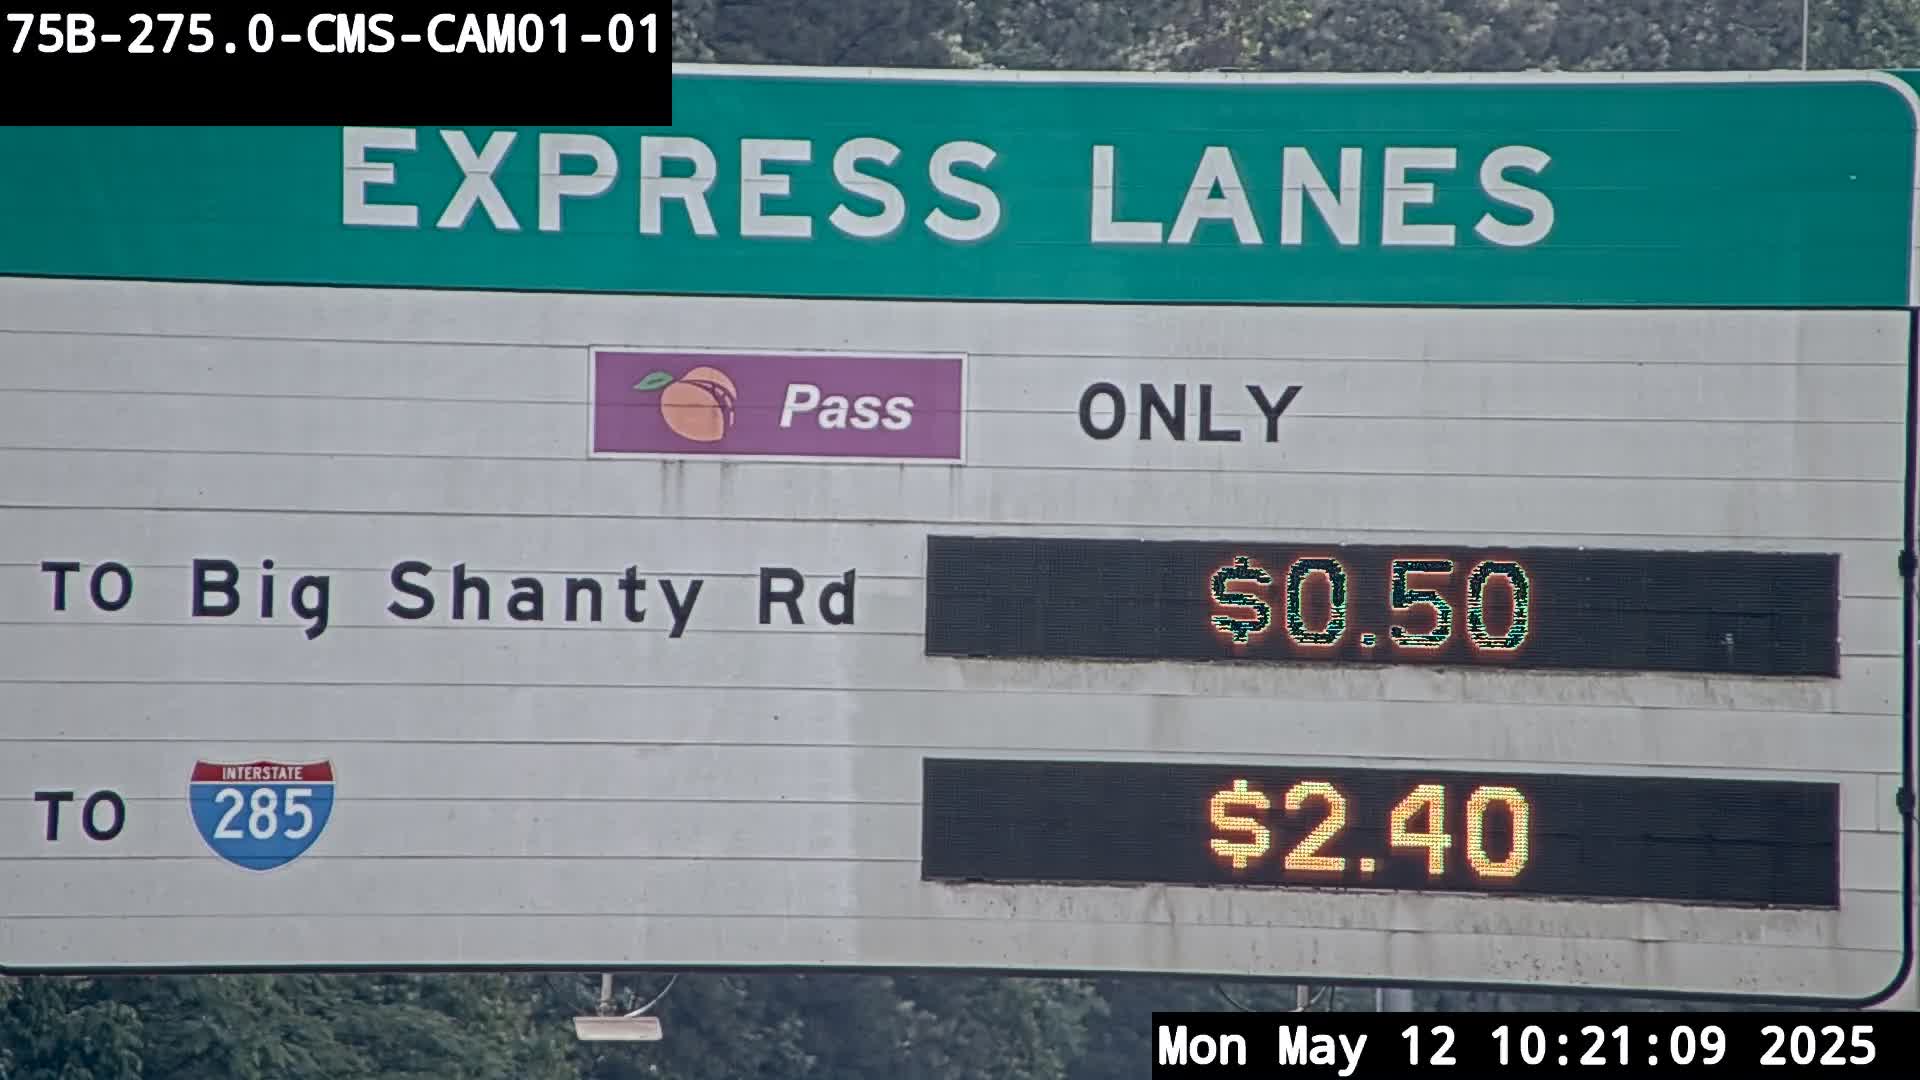 75B-275.0-CMS-CAM01-01
EXPRESS LANES
Pass ONLY
TO Big Shanty Rd $0.50
TO INTERSTATE 285 $2.40
Mon May 12 10:21:09 2025